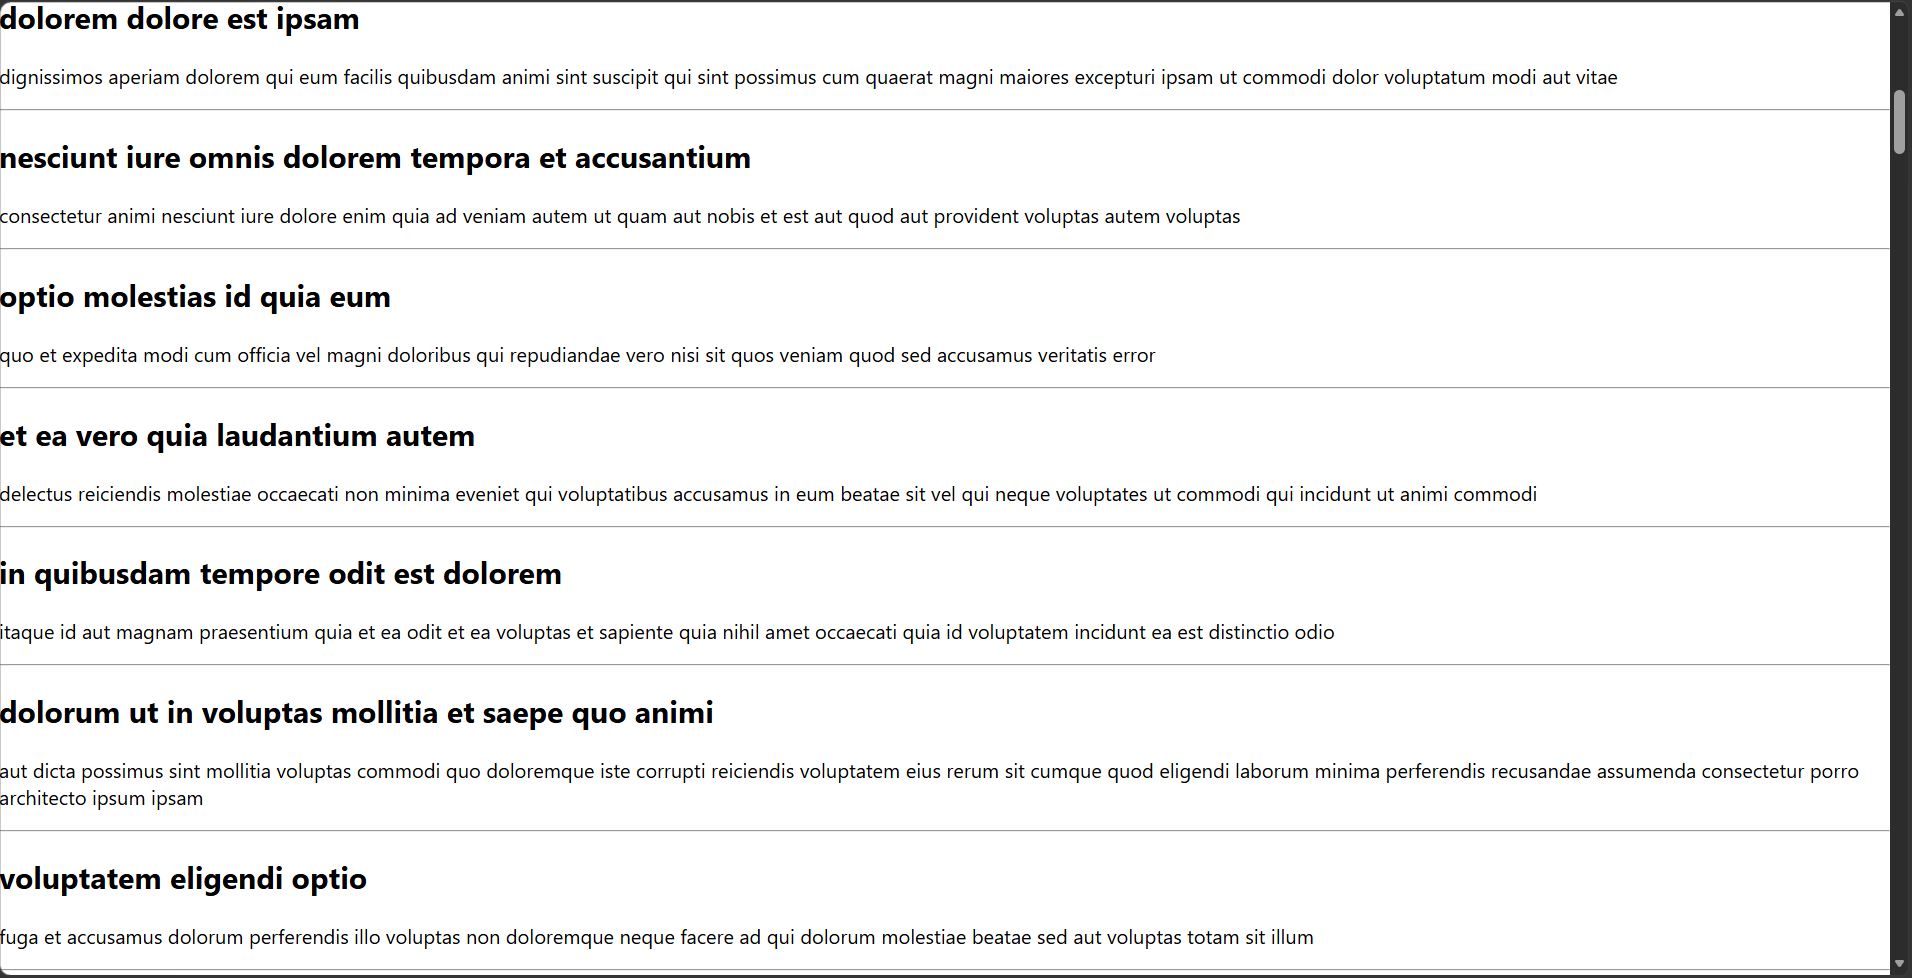 dolorem dolore est ipsam
dignissimos aperiam dolorem qui eum facilis quibusdam animi sint suscipit qui sint possimus cum quaerat magni maiores excepturi ipsam ut commodi dolor voluptatum modi aut vitae
nesciunt iure omnis dolorem tempora et accusantium
consectetur animi nesciunt iure dolore enim quia ad veniam autem ut quam aut nobis et est aut quod aut provident voluptas autem voluptas
optio molestias id quia eum
quo et expedita modi cum officia vel magni doloribus qui repudiandae vero nisi sit quos veniam quod sed accusamus veritatis error
et ea vero quia laudantium autem
delectus reiciendis molestiae occaecati non minima eveniet qui voluptatibus accusamus in eum beatae sit vel qui neque voluptates ut commodi qui incidunt ut animi commodi
in quibusdam tempore odit est dolorem
itaque id aut magnam praesentium quia et ea odit et ea voluptas et sapiente quia nihil amet occaecati quia id voluptatem incidunt ea est distinctio odio
dolorum ut in voluptas mollitia et saepe quo animi
aut dicta possimus sint mollitia voluptas commodi quo doloremque iste corrupti reiciendis voluptatem eius rerum sit cumque quod eligendi laborum minima perferendis recusandae assumenda consectetur porro
architecto ipsum ipsam
voluptatem eligendi optio
fuga et accusamus dolorum perferendis illo voluptas non doloremque neque facere ad qui dolorum molestiae beatae sed aut voluptas totam sit illum